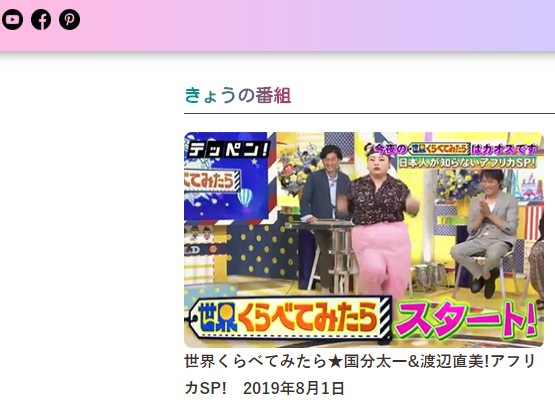 きょうの番組
テッペン!
今夜の世界くらべてみたらはカオスです
日本人が知らないアフリカSP!
てみたら
世界くらべてみたら スタート!
世界くらべてみたら★国分太一&渡辺直美!アフリ
カSP! 2019年8月1日